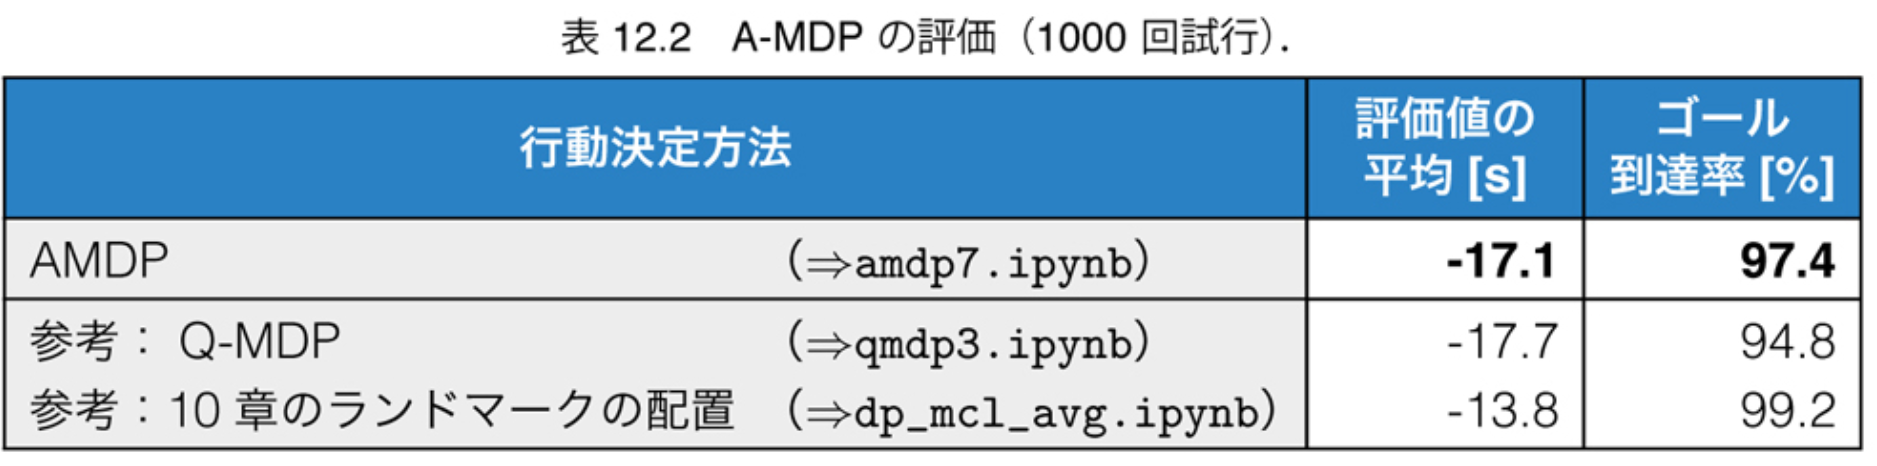 表 12.2　A-MDP の評価（1000 回試行）.
行動決定方法
評価値の
平均 [s]
ゴール
到達率 [%]
AMDP （⇒amdp7.ipynb） -17.1 97.4
参考： Q-MDP （⇒qmdp3.ipynb） -17.7 94.8
参考：10 章のランドマークの配置 （⇒dp_mcl_avg.ipynb） -13.8 99.2